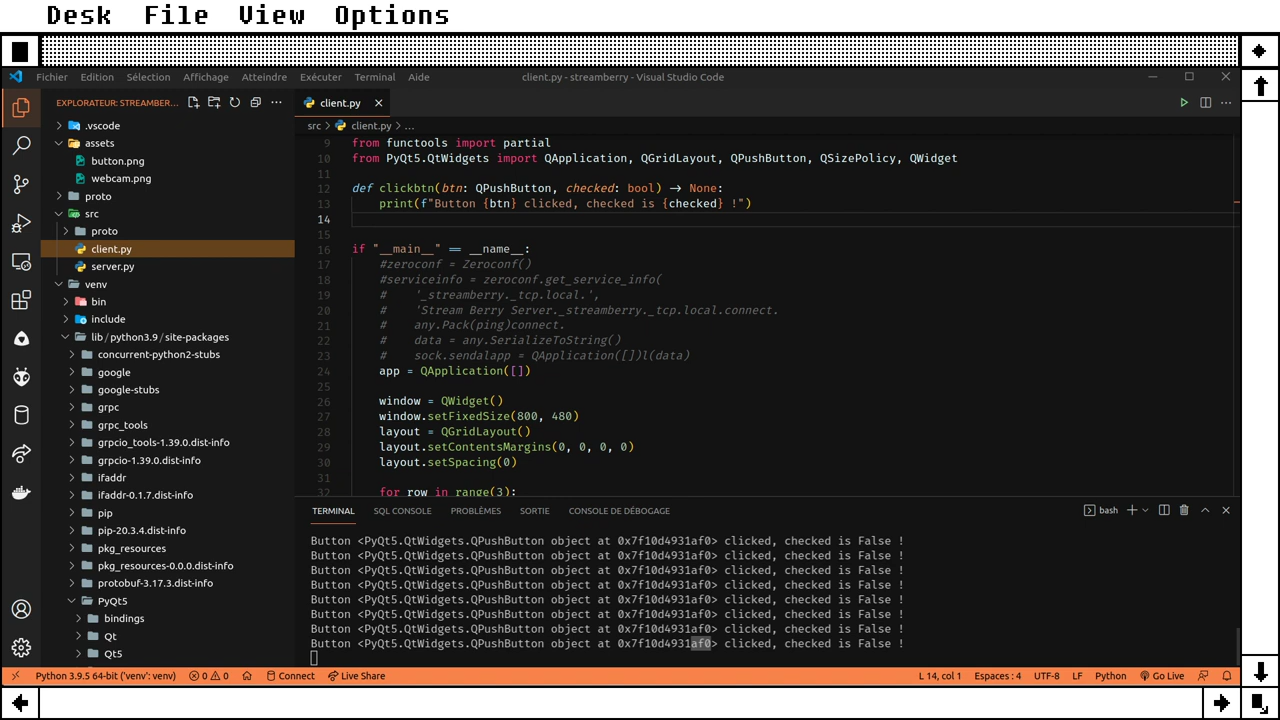 Desk File View Options
Fichier Edition Sélection Affichage Atteindre Exécuter Terminal Aide client.py - streamberry - Visual Studio Code
EXPLORATEUR: STREAMBER...
.vscode
assets
button.png
webcam.png
proto
src
proto
client.py
server.py
venv
bin
include
lib/python3.9/site-packages
concurrent-python2-stubs
google
google-stubs
grpc
grpc_tools
grpcio_tools-1.39.0.dist-info
grpcio-1.39.0.dist-info
ifaddr
ifaddr-0.1.7.dist-info
pip
pip-20.3.4.dist-info
pkg_resources
pkg_resources-0.0.0.dist-info
protobuf-3.17.3.dist-info
PyQt5
bindings
Qt
Qt5
client.py
src > client.py > ...
9 from functools import partial
10 from PyQt5.QtWidgets import QApplication, QGridLayout, QPushButton, QSizePolicy, QWidget
11
12 def clickbtn(btn: QPushButton, checked: bool) -> None:
13 print(f"Button {btn} clicked, checked is {checked} !")
14
15
16 if "__main__" == __name__:
17 #zeroconf = Zeroconf()
18 #serviceinfo = zeroconf.get_service_info(
19 # '_streamberry._tcp.local.',
20 # 'Stream Berry Server._streamberry._tcp.local.connect.
21 # any.Pack(ping)connect.
22 # data = any.SerializeToString()
23 # sock.sendalapp = QApplication([])l(data)
24 app = QApplication([])
25
26 window = QWidget()
27 window.setFixedSize(800, 480)
28 layout = QGridLayout()
29 layout.setContentsMargins(0, 0, 0, 0)
30 layout.setSpacing(0)
31
32 for row in range(3):
TERMINAL SQL CONSOLE PROBLÈMES SORTIE CONSOLE DE DÉBOGAGE bash
Button <PyQt5.QtWidgets.QPushButton object at 0x7f10d4931af0> clicked, checked is False !
Button <PyQt5.QtWidgets.QPushButton object at 0x7f10d4931af0> clicked, checked is False !
Button <PyQt5.QtWidgets.QPushButton object at 0x7f10d4931af0> clicked, checked is False !
Button <PyQt5.QtWidgets.QPushButton object at 0x7f10d4931af0> clicked, checked is False !
Button <PyQt5.QtWidgets.QPushButton object at 0x7f10d4931af0> clicked, checked is False !
Button <PyQt5.QtWidgets.QPushButton object at 0x7f10d4931af0> clicked, checked is False !
Button <PyQt5.QtWidgets.QPushButton object at 0x7f10d4931af0> clicked, checked is False !
Button <PyQt5.QtWidgets.QPushButton object at 0x7f10d4931af0> clicked, checked is False !
Python 3.9.5 64-bit ('venv': venv) 0 0 Connect Live Share L 14, col 1 Espaces : 4 UTF-8 LF Python Go Live